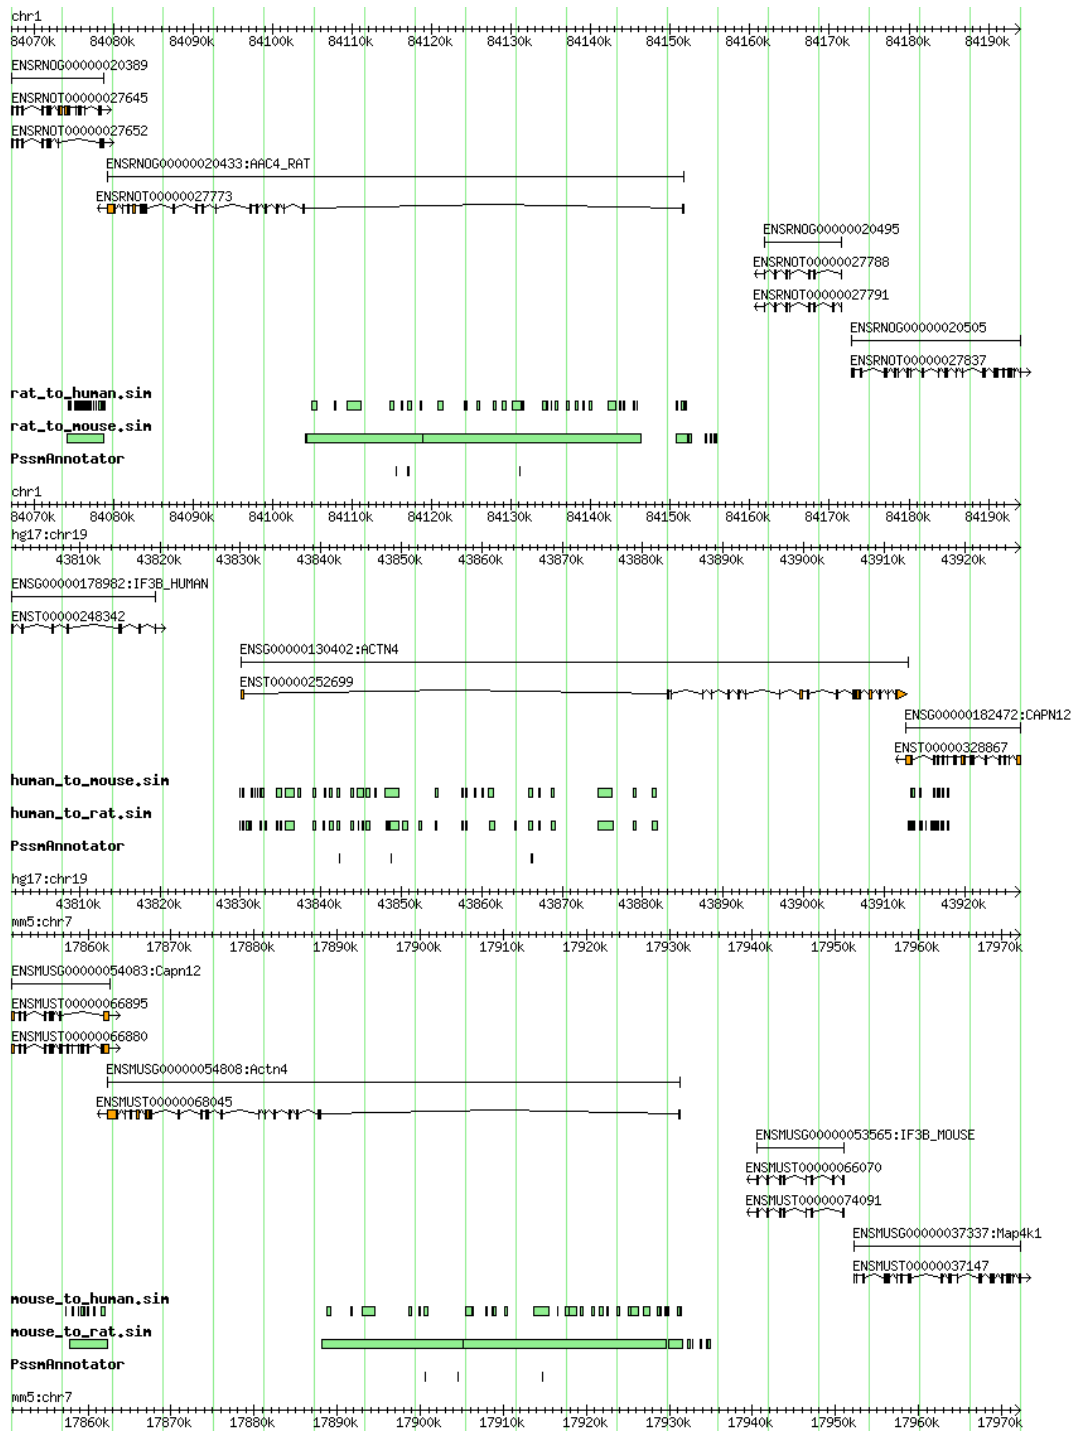 chr1
84070k 84080k 84090k 84100k 84110k 84120k 84130k 84140k 84150k 84160k 84170k 84180k 84190k
ENSRNOG00000020389
ENSRNOT00000027645
ENSRNOT00000027652
ENSRNOG00000020433:AAC4_RAT
ENSRNOT00000027773
ENSRNOG00000020495
ENSRNOT00000027788
ENSRNOT00000027791
ENSRNOG00000020505
ENSRNOT00000027837
rat_to_human.sim
rat_to_mouse.sim
PssmAnnotator
chr1
84070k 84080k 84090k 84100k 84110k 84120k 84130k 84140k 84150k 84160k 84170k 84180k 84190k
hg17:chr19
43810k 43820k 43830k 43840k 43850k 43860k 43870k 43880k 43890k 43900k 43910k 43920k
ENSG00000178982:IF3B_HUMAN
ENST00000248342
ENSG00000130402:ACTN4
ENST00000252699
ENSG00000182472:CAPN12
ENST00000328867
human_to_mouse.sim
human_to_rat.sim
PssmAnnotator
hg17:chr19
43810k 43820k 43830k 43840k 43850k 43860k 43870k 43880k 43890k 43900k 43910k 43920k
mm5:chr7
17860k 17870k 17880k 17890k 17900k 17910k 17920k 17930k 17940k 17950k 17960k 17970k
ENSMUSG00000054083:Capn12
ENSMUST00000066895
ENSMUST00000066880
ENSMUSG00000054808:Actn4
ENSMUST00000068045
ENSMUSG00000053565:IF3B_MOUSE
ENSMUST00000066070
ENSMUST00000074091
ENSMUSG00000037337:Map4k1
ENSMUST00000037147
mouse_to_human.sim
mouse_to_rat.sim
PssmAnnotator
mm5:chr7
17860k 17870k 17880k 17890k 17900k 17910k 17920k 17930k 17940k 17950k 17960k 17970k